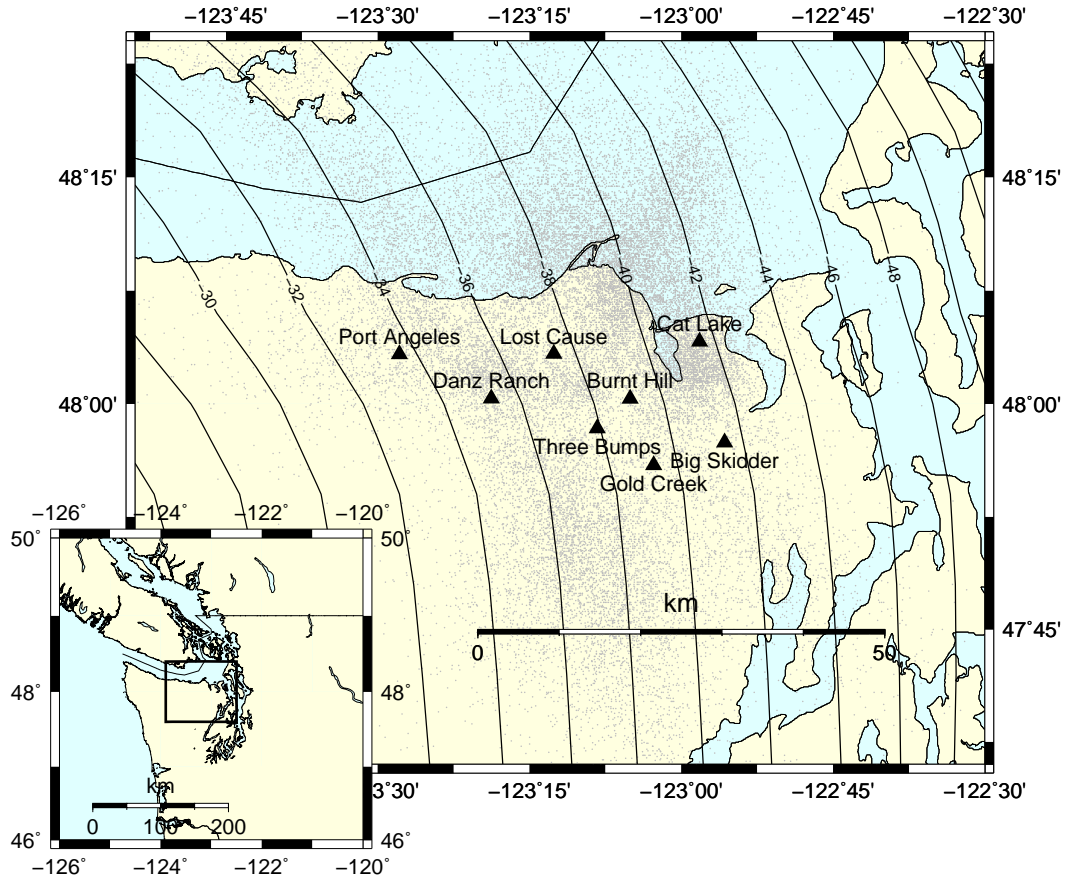 −123˚45' −123˚30' −123˚15' −123˚00' −122˚45' −122˚30'
48˚15' 48˚15'
−30 −32 −34 −36 −38 −40 −42 −44 −46 −48
Cat Lake
Port Angeles Lost Cause
Danz Ranch Burnt Hill
48˚00' 48˚00'
Three Bumps Big Skidder
Gold Creek
km
0 50
47˚45'
−123˚30' −123˚15' −123˚00' −122˚45' −122˚30'
−126˚ −124˚ −122˚ −120˚
50˚ 50˚
48˚ 48˚
km
0 100 200
46˚ 46˚
−126˚ −124˚ −122˚ −120˚